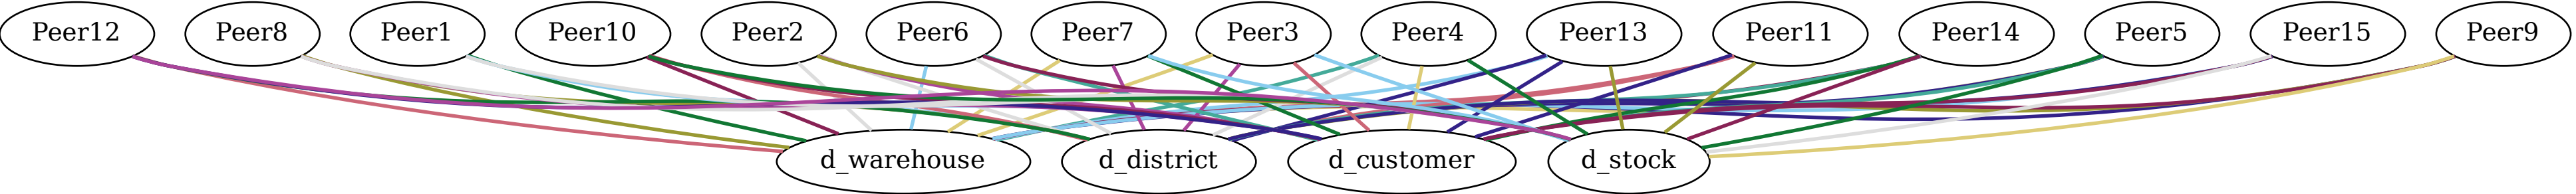 Peer12 Peer8 Peer1 Peer10 Peer2 Peer6 Peer7 Peer3 Peer4 Peer13 Peer11 Peer14 Peer5 Peer15 Peer9
d_warehouse d_district d_customer d_stock